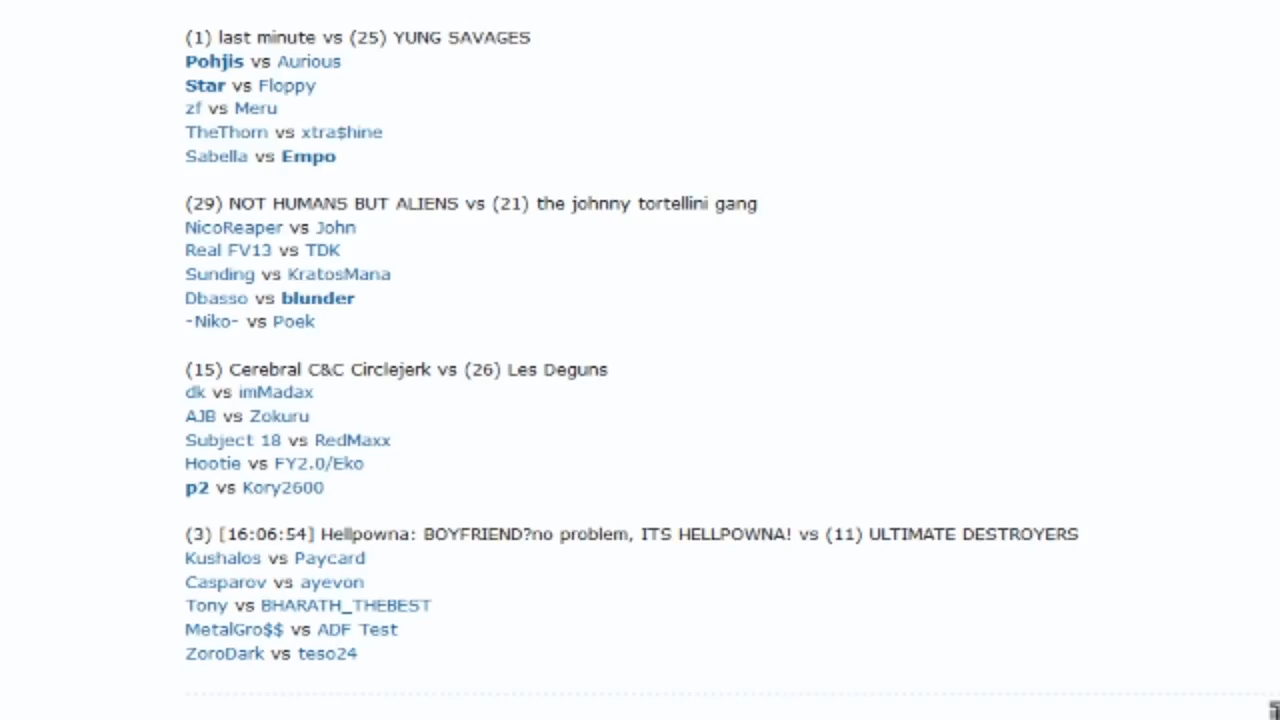 (1) last minute vs (25) YUNG SAVAGES
Pohjis vs Aurious
Star vs Floppy
zf vs Meru
TheThorn vs xtra$hine
Sabella vs Empo
(29) NOT HUMANS BUT ALIENS vs (21) the johnny tortellini gang
NicoReaper vs John
Real FV13 vs TDK
Sunding vs KratosMana
Dbasso vs blunder
-Niko- vs Poek
(15) Cerebral C&C Circlejerk vs (26) Les Deguns
dk vs imMadax
AJB vs Zokuru
Subject 18 vs RedMaxx
Hootie vs FY2.0/Eko
p2 vs Kory2600
(3) [16:06:54] Hellpowna: BOYFRIEND?no problem, ITS HELLPOWNA! vs (11) ULTIMATE DESTROYERS
Kushalos vs Paycard
Casparov vs ayevon
Tony vs BHARATH_THEBEST
MetalGro$$ vs ADF Test
ZoroDark vs teso24